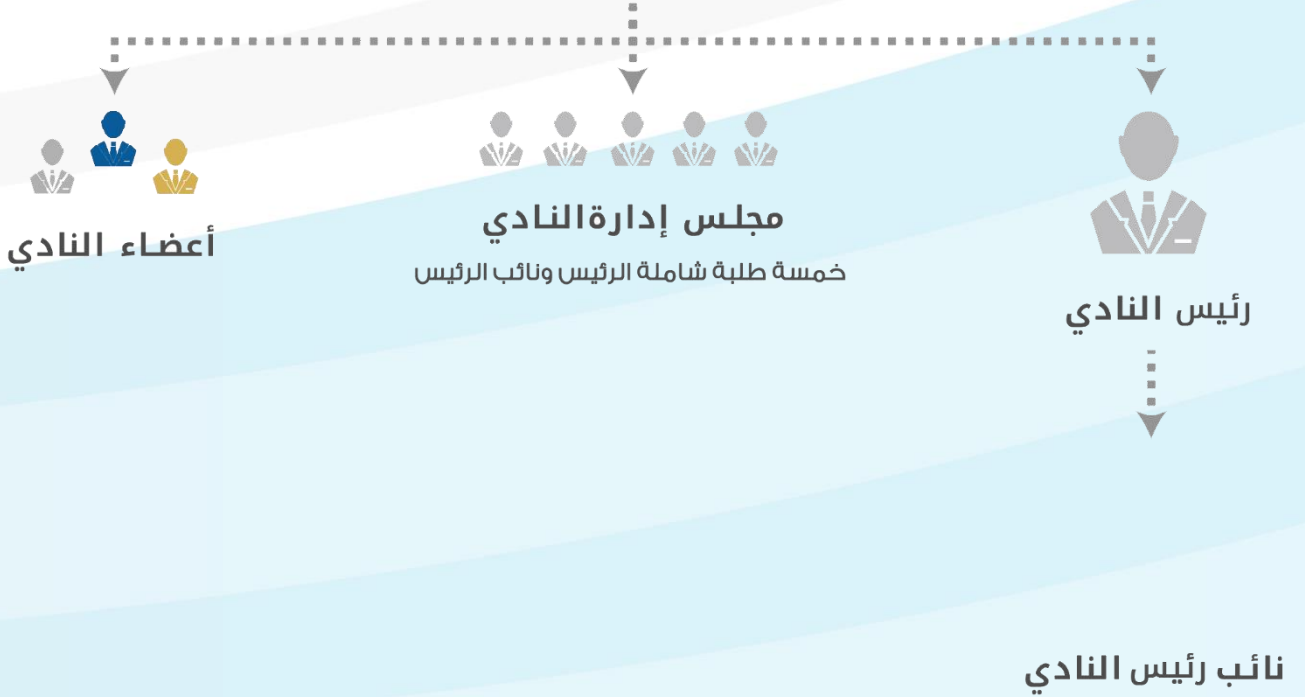 رئيس النادي
مجلس إدارةالنادي
خمسة طلبة شاملة الرئيس ونائب الرئيس
أعضاء النادي
نائب رئيس النادي